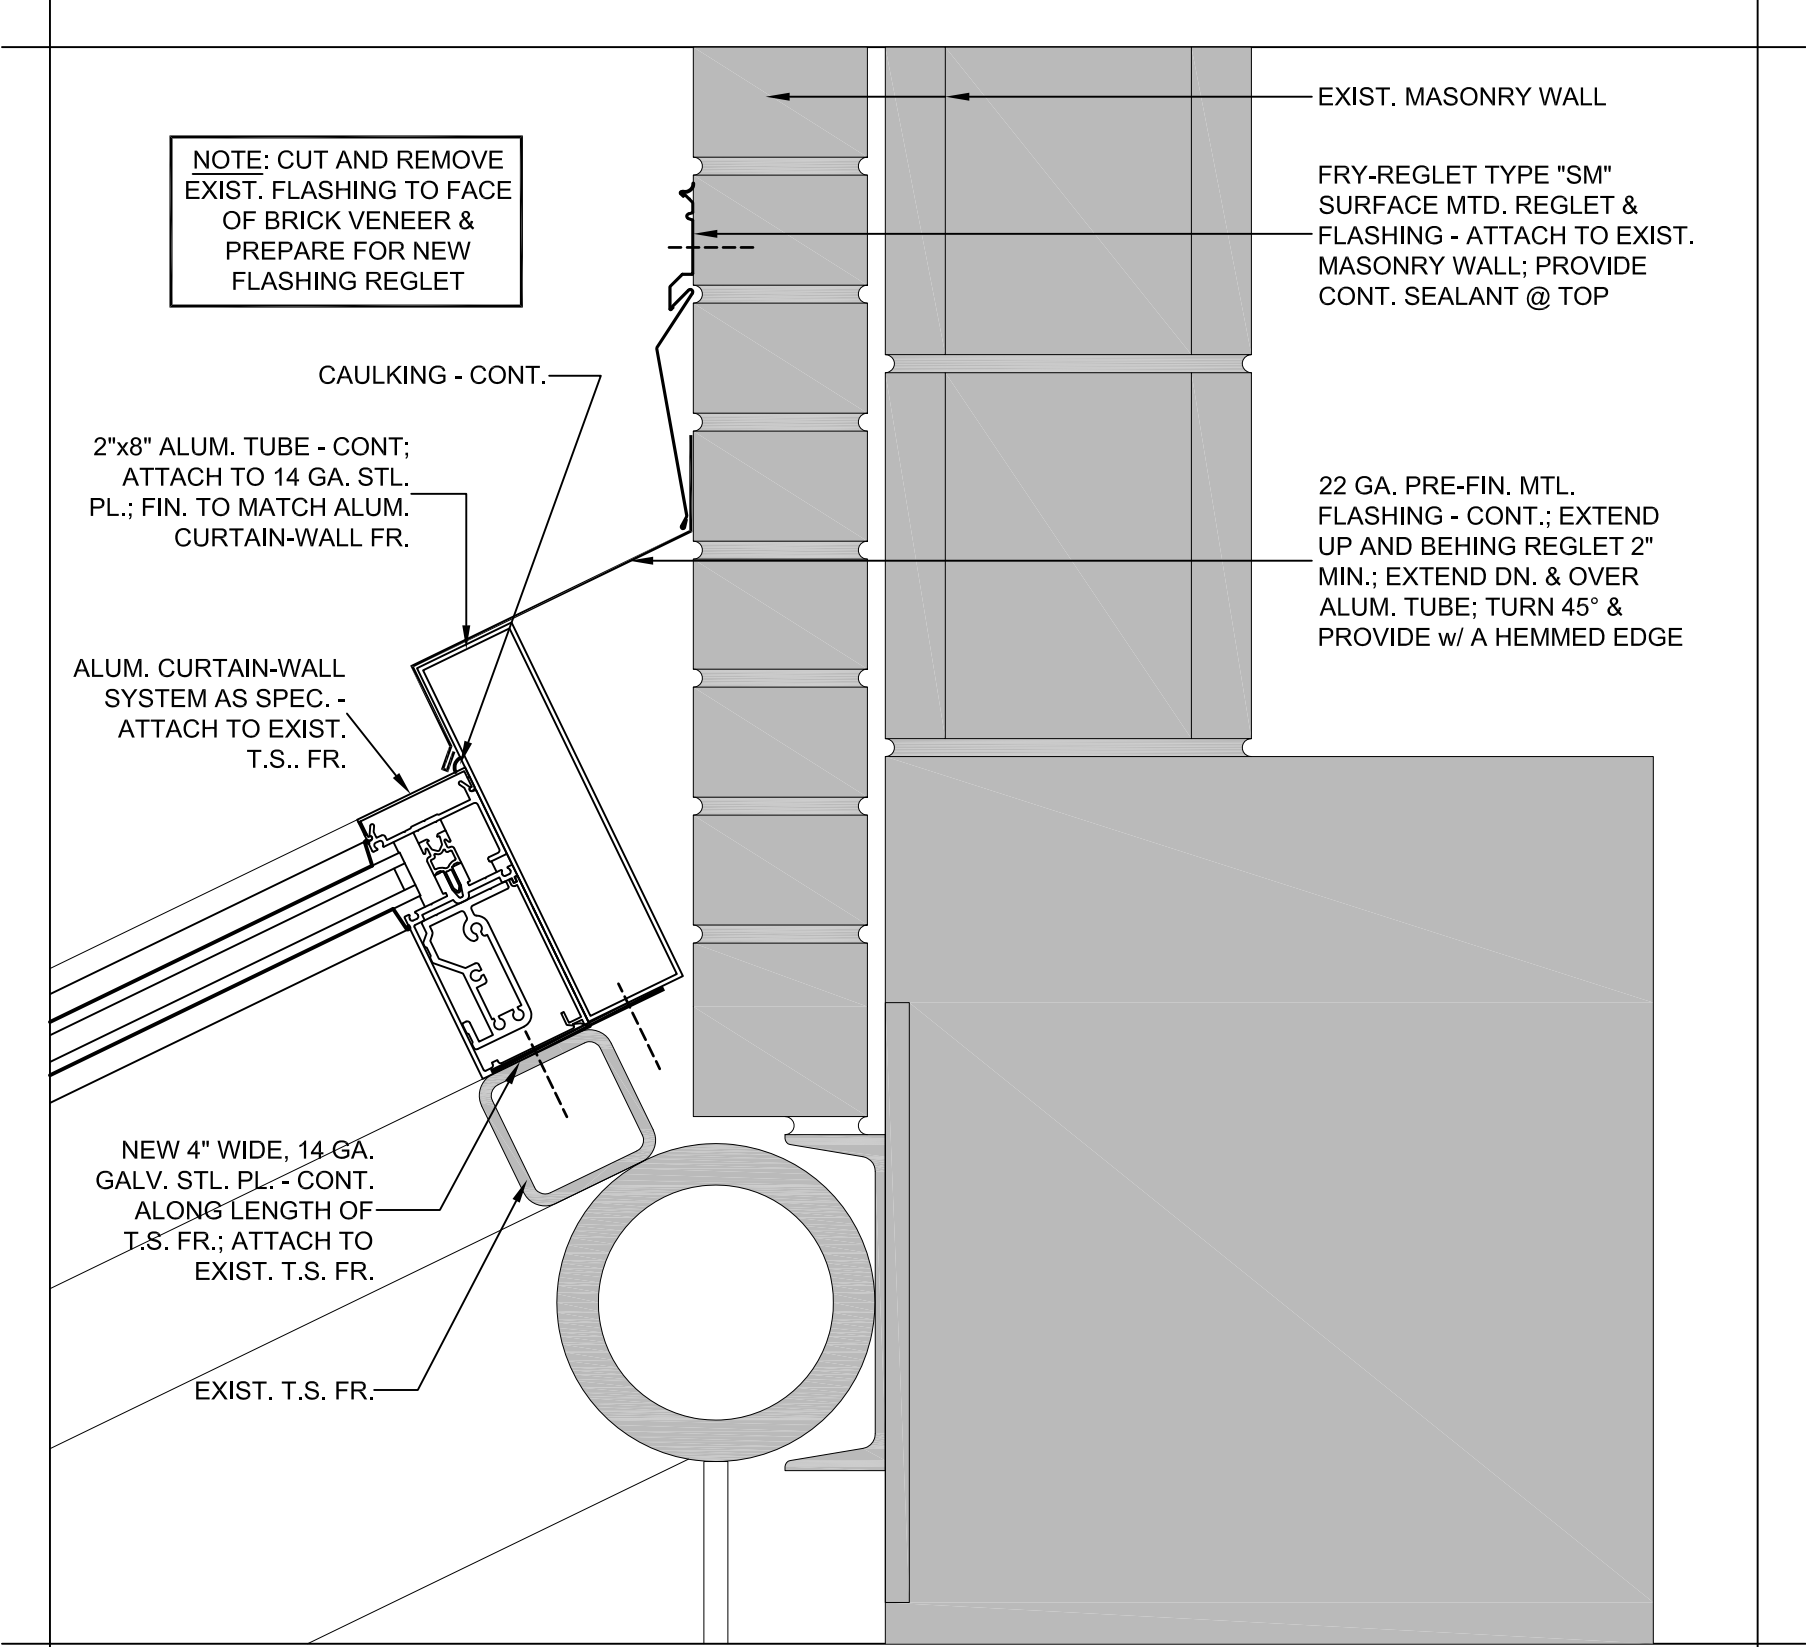 EXIST. MASONRY WALL
NOTE: CUT AND REMOVE
EXIST. FLASHING TO FACE
OF BRICK VENEER &
PREPARE FOR NEW
FLASHING REGLET
FRY-REGLET TYPE "SM"
SURFACE MTD. REGLET &
FLASHING - ATTACH TO EXIST.
MASONRY WALL; PROVIDE
CONT. SEALANT @ TOP
CAULKING - CONT.
2"x8" ALUM. TUBE - CONT;
ATTACH TO 14 GA. STL.
PL.; FIN. TO MATCH ALUM.
CURTAIN-WALL FR.
22 GA. PRE-FIN. MTL.
FLASHING - CONT.; EXTEND
UP AND BEHING REGLET 2"
MIN.; EXTEND DN. & OVER
ALUM. TUBE; TURN 45° &
PROVIDE w/ A HEMMED EDGE
ALUM. CURTAIN-WALL
SYSTEM AS SPEC. -
ATTACH TO EXIST.
T.S.. FR.
NEW 4" WIDE, 14 GA.
GALV. STL. PL. - CONT.
ALONG LENGTH OF
T.S. FR.; ATTACH TO
EXIST. T.S. FR.
EXIST. T.S. FR.